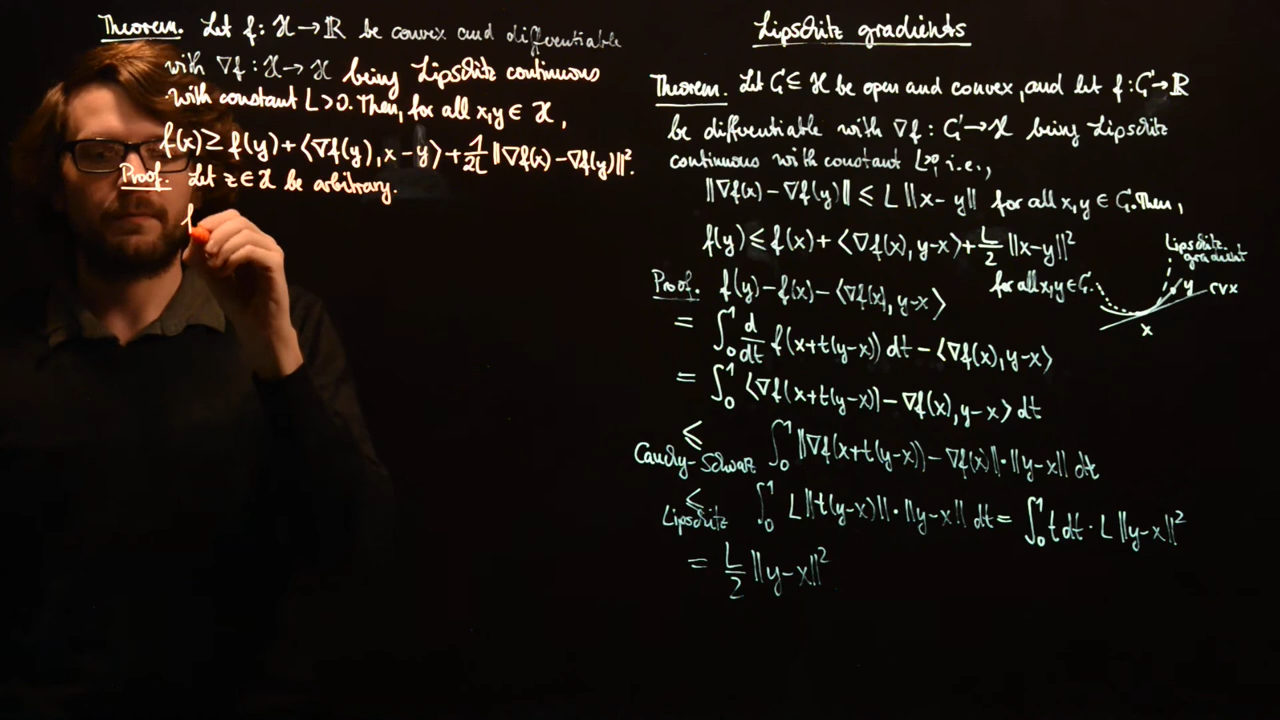 Theorem. Let f: ℋ → ℝ be convex and differentiable
with ∇f : ℋ → ℋ being Lipschitz continuous
with constant L>0. Then, for all x,y ∈ ℋ,
f(x) ≥ f(y) + ⟨∇f(y), x-y⟩ + 1/2L ‖∇f(x) - ∇f(y)‖².
Proof. Let z ∈ ℋ be arbitrary.
f
Lipschitz gradients
Theorem. Let G ⊆ ℋ be open and convex, and let f: G → ℝ
be differentiable with ∇f : G → ℋ being Lipschitz
continuous with constant L>0, i.e.,
‖∇f(x) - ∇f(y)‖ ≤ L ‖x-y‖ for all x,y ∈ G. Then,
f(y) ≤ f(x) + ⟨∇f(x), y-x⟩ + L/2 ‖x-y‖²
for all x,y ∈ G.
Lipschitz
gradient
y
cvx
x
Proof. f(y) - f(x) - ⟨∇f(x), y-x⟩
= ∫₀¹ d/dt f(x+t(y-x)) dt - ⟨∇f(x), y-x⟩
= ∫₀¹ ⟨∇f(x+t(y-x)) - ∇f(x), y-x⟩ dt
≤ Cauchy-Schwarz ∫₀¹ ‖∇f(x+t(y-x)) - ∇f(x)‖·‖y-x‖ dt
≤ Lipschitz ∫₀¹ L‖t(y-x)‖·‖y-x‖ dt = ∫₀¹ t dt · L ‖y-x‖²
= L/2 ‖y-x‖²